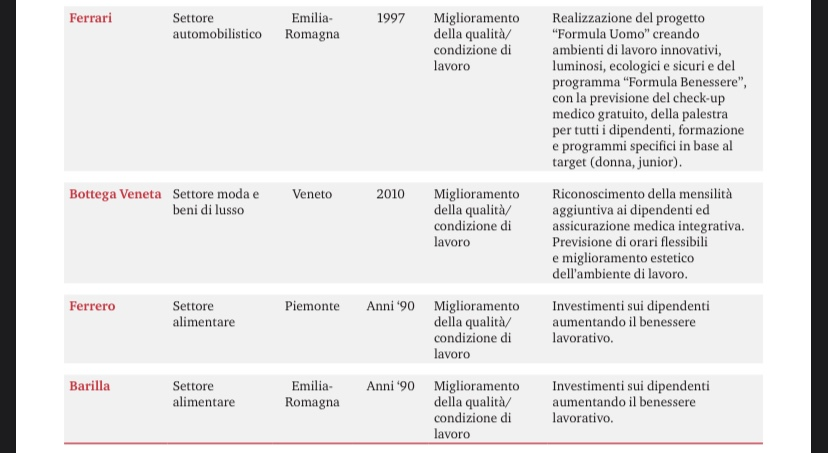 Ferrari
Settore
automobilistico
Emilia-
Romagna
1997
Miglioramento
della qualità/
condizione di
lavoro
Realizzazione del progetto
“Formula Uomo” creando
ambienti di lavoro innovativi,
luminosi, ecologici e sicuri e del
programma “Formula Benessere”,
con la previsione del check-up
medico gratuito, della palestra
per tutti i dipendenti, formazione
e programmi specifici in base al
target (donna, junior).
Bottega Veneta
Settore moda e
beni di lusso
Veneto
2010
Miglioramento
della qualità/
condizione di
lavoro
Riconoscimento della mensilità
aggiuntiva ai dipendenti ed
assicurazione medica integrativa.
Previsione di orari flessibili
e miglioramento estetico
dell’ambiente di lavoro.
Ferrero
Settore
alimentare
Piemonte
Anni ‘90
Miglioramento
della qualità/
condizione di
lavoro
Investimenti sui dipendenti
aumentando il benessere
lavorativo.
Barilla
Settore
alimentare
Emilia-
Romagna
Anni ‘90
Miglioramento
della qualità/
condizione di
lavoro
Investimenti sui dipendenti
aumentando il benessere
lavorativo.